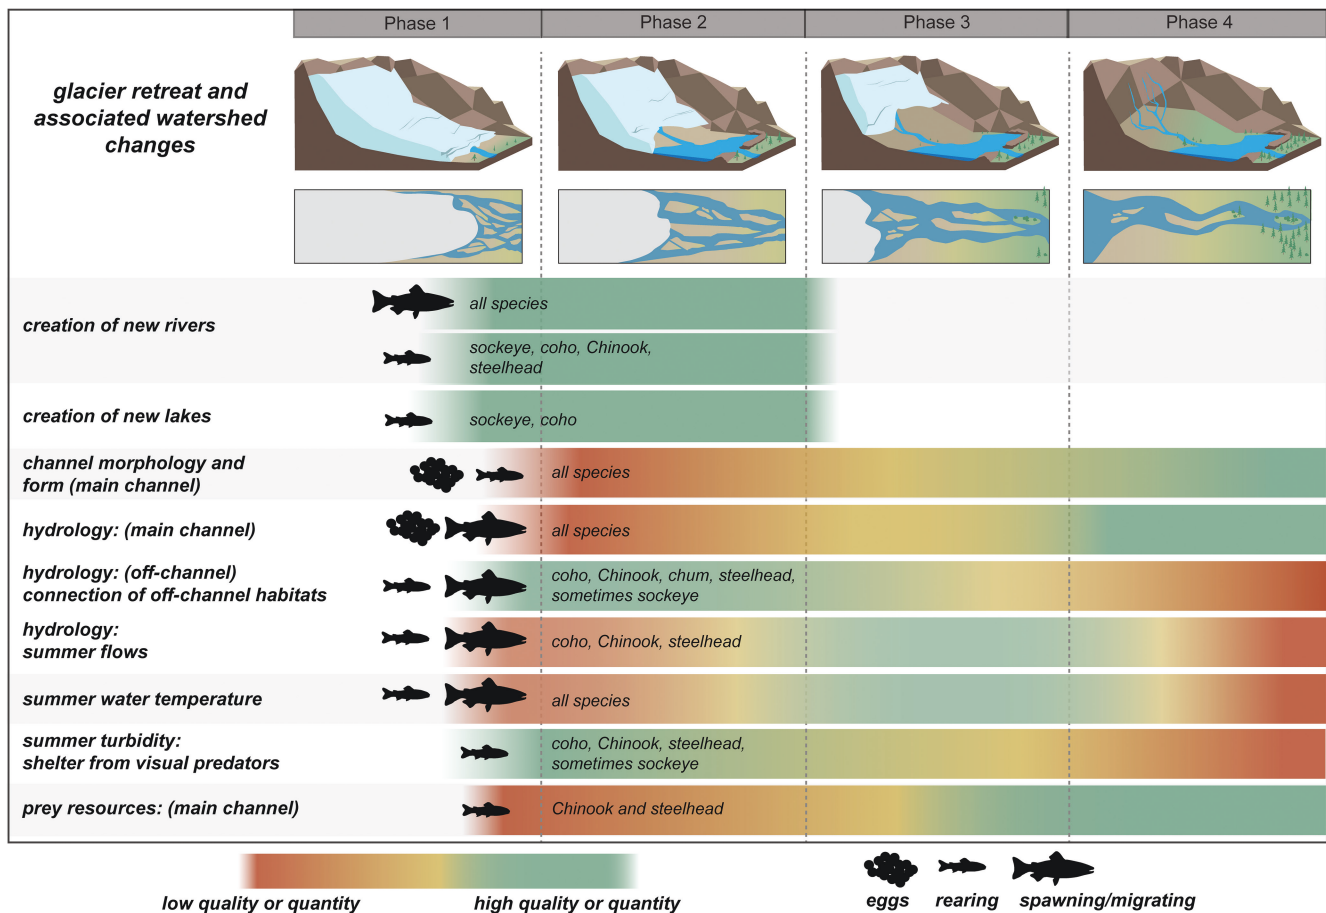 Phase 1
Phase 2
Phase 3
Phase 4
glacier retreat and
associated watershed
changes
creation of new rivers
all species
sockeye, coho, Chinook,
steelhead
creation of new lakes
sockeye, coho
channel morphology and
form (main channel)
all species
hydrology: (main channel)
all species
hydrology: (off-channel)
connection of off-channel habitats
coho, Chinook, chum, steelhead,
sometimes sockeye
hydrology:
summer flows
coho, Chinook, steelhead
summer water temperature
all species
summer turbidity:
shelter from visual predators
coho, Chinook, steelhead,
sometimes sockeye
prey resources: (main channel)
Chinook and steelhead
low quality or quantity
high quality or quantity
eggs
rearing
spawning/migrating